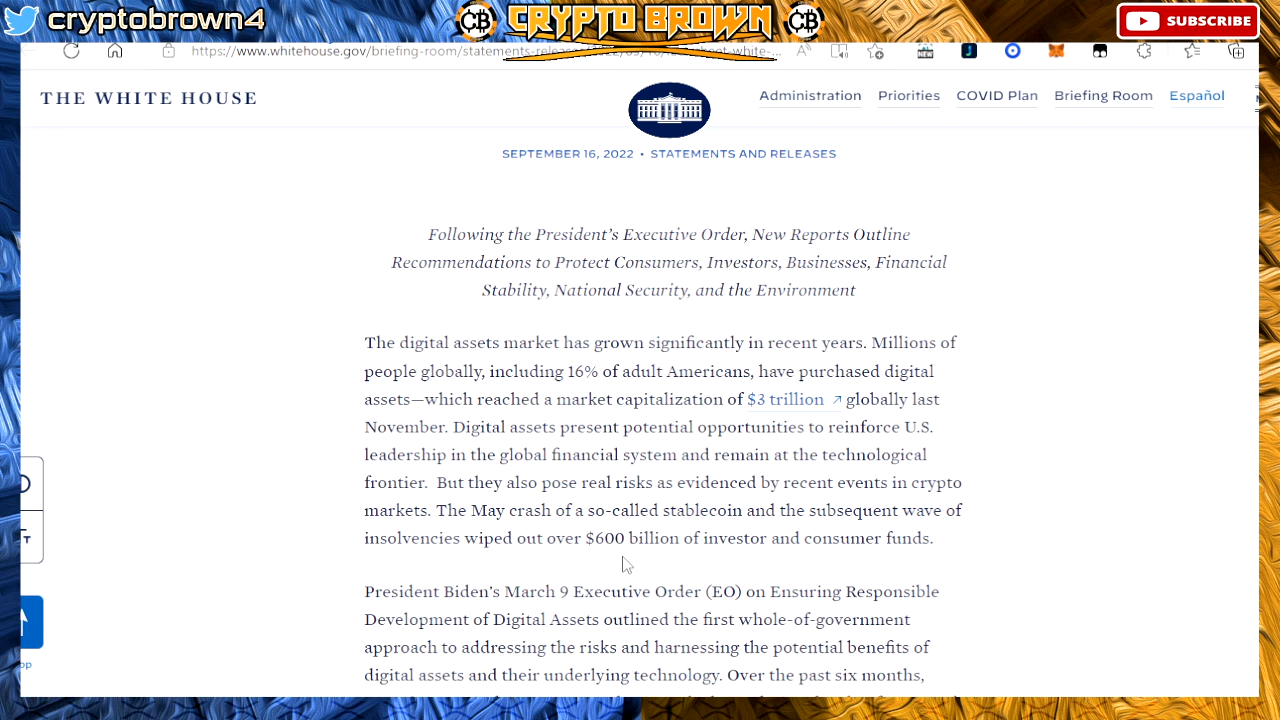 cryptobrown4
CB CRYPTO BROWN CB
SUBSCRIBE
https://www.whitehouse.gov/briefing-room/statements-relea
THE WHITE HOUSE
Administration Priorities COVID Plan Briefing Room Español
SEPTEMBER 16, 2022 • STATEMENTS AND RELEASES
Following the President's Executive Order, New Reports Outline
Recommendations to Protect Consumers, Investors, Businesses, Financial
Stability, National Security, and the Environment
The digital assets market has grown significantly in recent years. Millions of
people globally, including 16% of adult Americans, have purchased digital
assets—which reached a market capitalization of $3 trillion ↗ globally last
November. Digital assets present potential opportunities to reinforce U.S.
leadership in the global financial system and remain at the technological
frontier.  But they also pose real risks as evidenced by recent events in crypto
markets. The May crash of a so-called stablecoin and the subsequent wave of
insolvencies wiped out over $600 billion of investor and consumer funds.
President Biden's March 9 Executive Order (EO) on Ensuring Responsible
Development of Digital Assets outlined the first whole-of-government
approach to addressing the risks and harnessing the potential benefits of
digital assets and their underlying technology. Over the past six months,
op